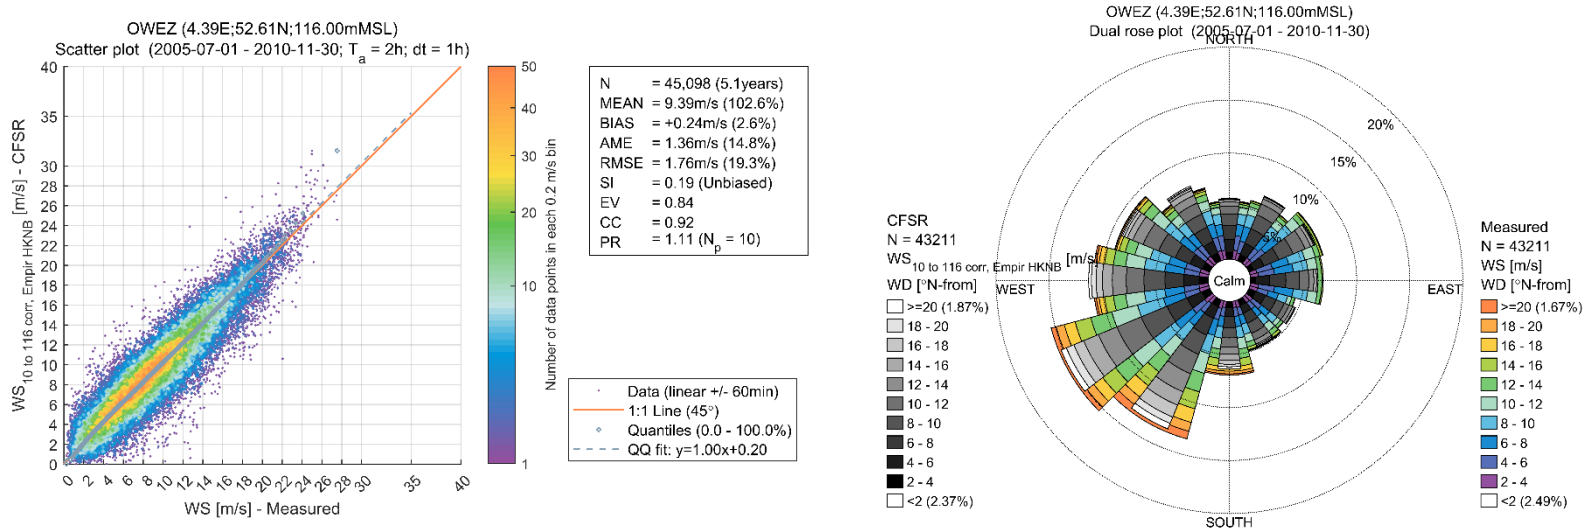 OWEZ (4.39E;52.61N;116.00mMSL)
Scatter plot (2005-07-01 - 2010-11-30; T_a = 2h; dt = 1h)
40
35
30
28
26
24
22
20
18
16
14
12
10
8
6
4
2
0
WS_10 to 116 corr, Empir HKNB [m/s] - CFSR
0 2 4 6 8 10 12 14 16 18 20 22 24 26 28 30 35 40
WS [m/s] - Measured
50
40
30
20
10
1
Number of data points in each 0.2 m/s bin
N = 45,098 (5.1years)
MEAN = 9.39m/s (102.6%)
BIAS = +0.24m/s (2.6%)
AME = 1.36m/s (14.8%)
RMSE = 1.76m/s (19.3%)
SI = 0.19 (Unbiased)
EV = 0.84
CC = 0.92
PR = 1.11 (N_p = 10)
Data (linear +/- 60min)
1:1 Line (45°)
Quantiles (0.0 - 100.0%)
QQ fit: y=1.00x+0.20
OWEZ (4.39E;52.61N;116.00mMSL)
Dual rose plot (2005-07-01 - 2010-11-30)
NORTH
20%
15%
10%
5%
Calm
WEST
EAST
SOUTH
CFSR
N = 43211
WS_10 to 116 corr, Empir HKNB [m/s]
WD [°N-from]
>=20 (1.87%)
18 - 20
16 - 18
14 - 16
12 - 14
10 - 12
8 - 10
6 - 8
4 - 6
2 - 4
<2 (2.37%)
Measured
N = 43211
WS [m/s]
WD [°N-from]
>=20 (1.67%)
18 - 20
16 - 18
14 - 16
12 - 14
10 - 12
8 - 10
6 - 8
4 - 6
2 - 4
<2 (2.49%)